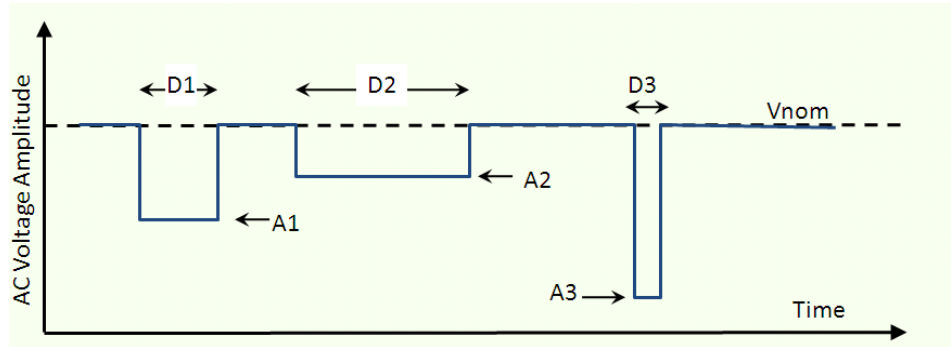 D1
D2
D3
Vnom
A2
A1
A3
Time
AC Voltage Amplitude